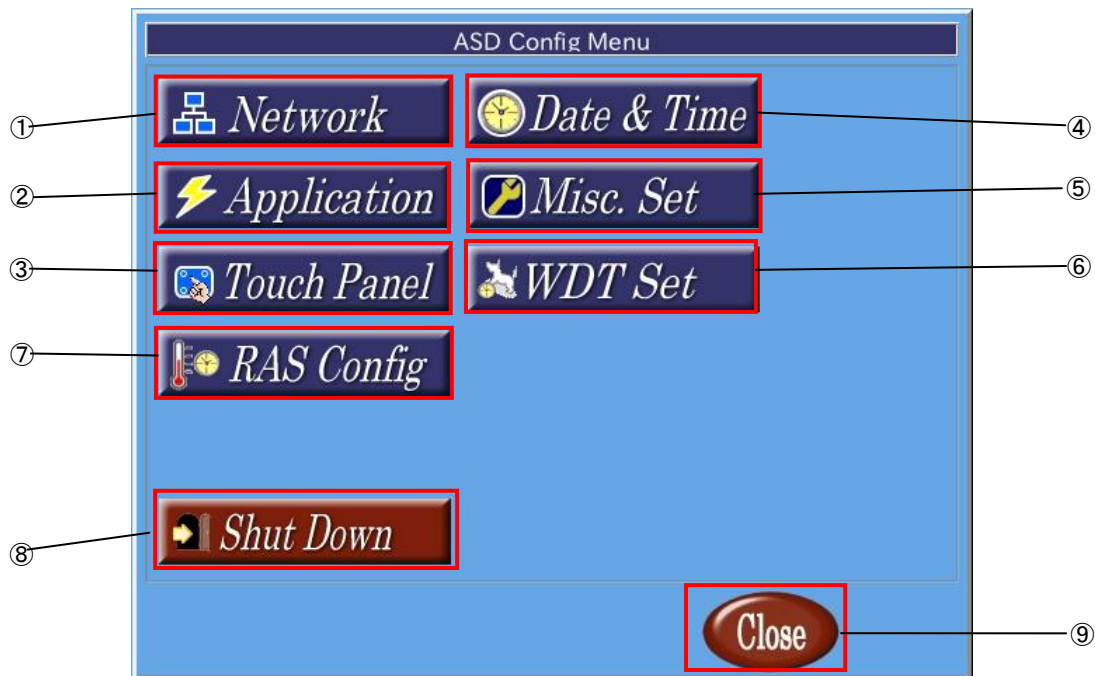 ASD Config Menu
① Network
Date & Time ④
② Application
Misc. Set ⑤
③ Touch Panel
WDT Set ⑥
⑦ RAS Config
⑧ Shut Down
Close ⑨